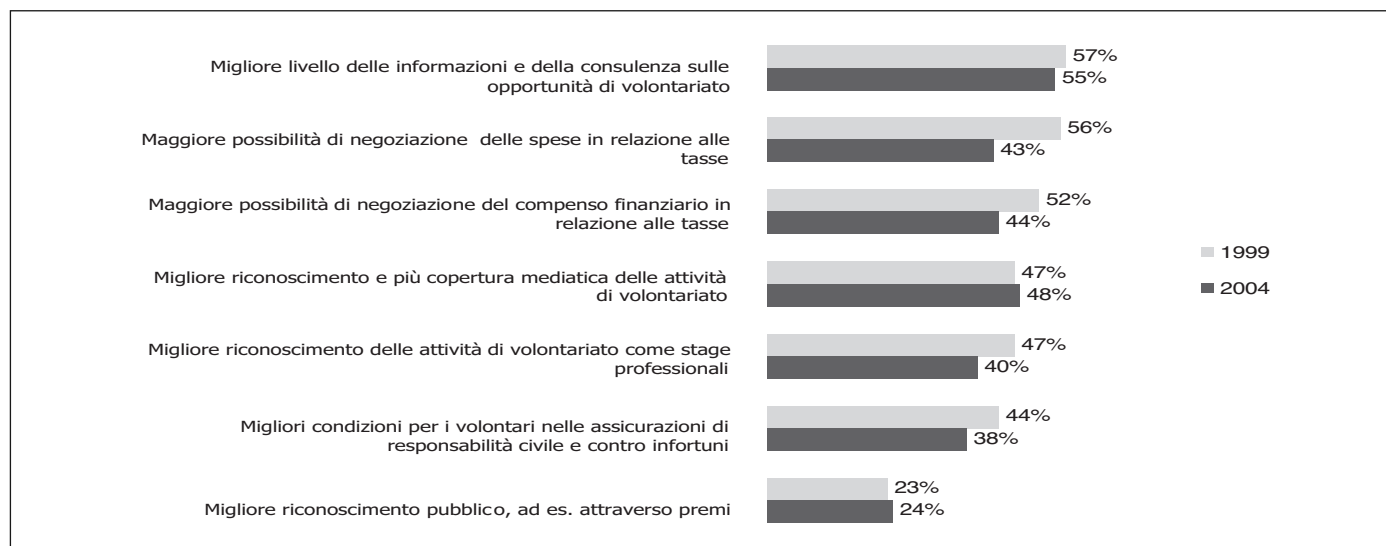 Migliore livello delle informazioni e della consulenza sulle
opportunità di volontariato
57%
55%
Maggiore possibilità di negoziazione delle spese in relazione alle
tasse
56%
43%
Maggiore possibilità di negoziazione del compenso finanziario in
relazione alle tasse
52%
44%
Migliore riconoscimento e più copertura mediatica delle attività
di volontariato
47%
48%
Migliore riconoscimento delle attività di volontariato come stage
professionali
47%
40%
Migliori condizioni per i volontari nelle assicurazioni di
responsabilità civile e contro infortuni
44%
38%
Migliore riconoscimento pubblico, ad es. attraverso premi
23%
24%
1999
2004